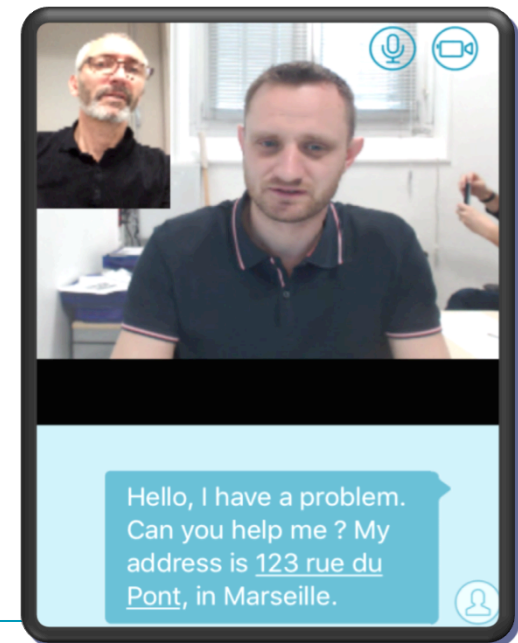 Hello, I have a problem.
Can you help me ? My
address is 123 rue du
Pont, in Marseille.